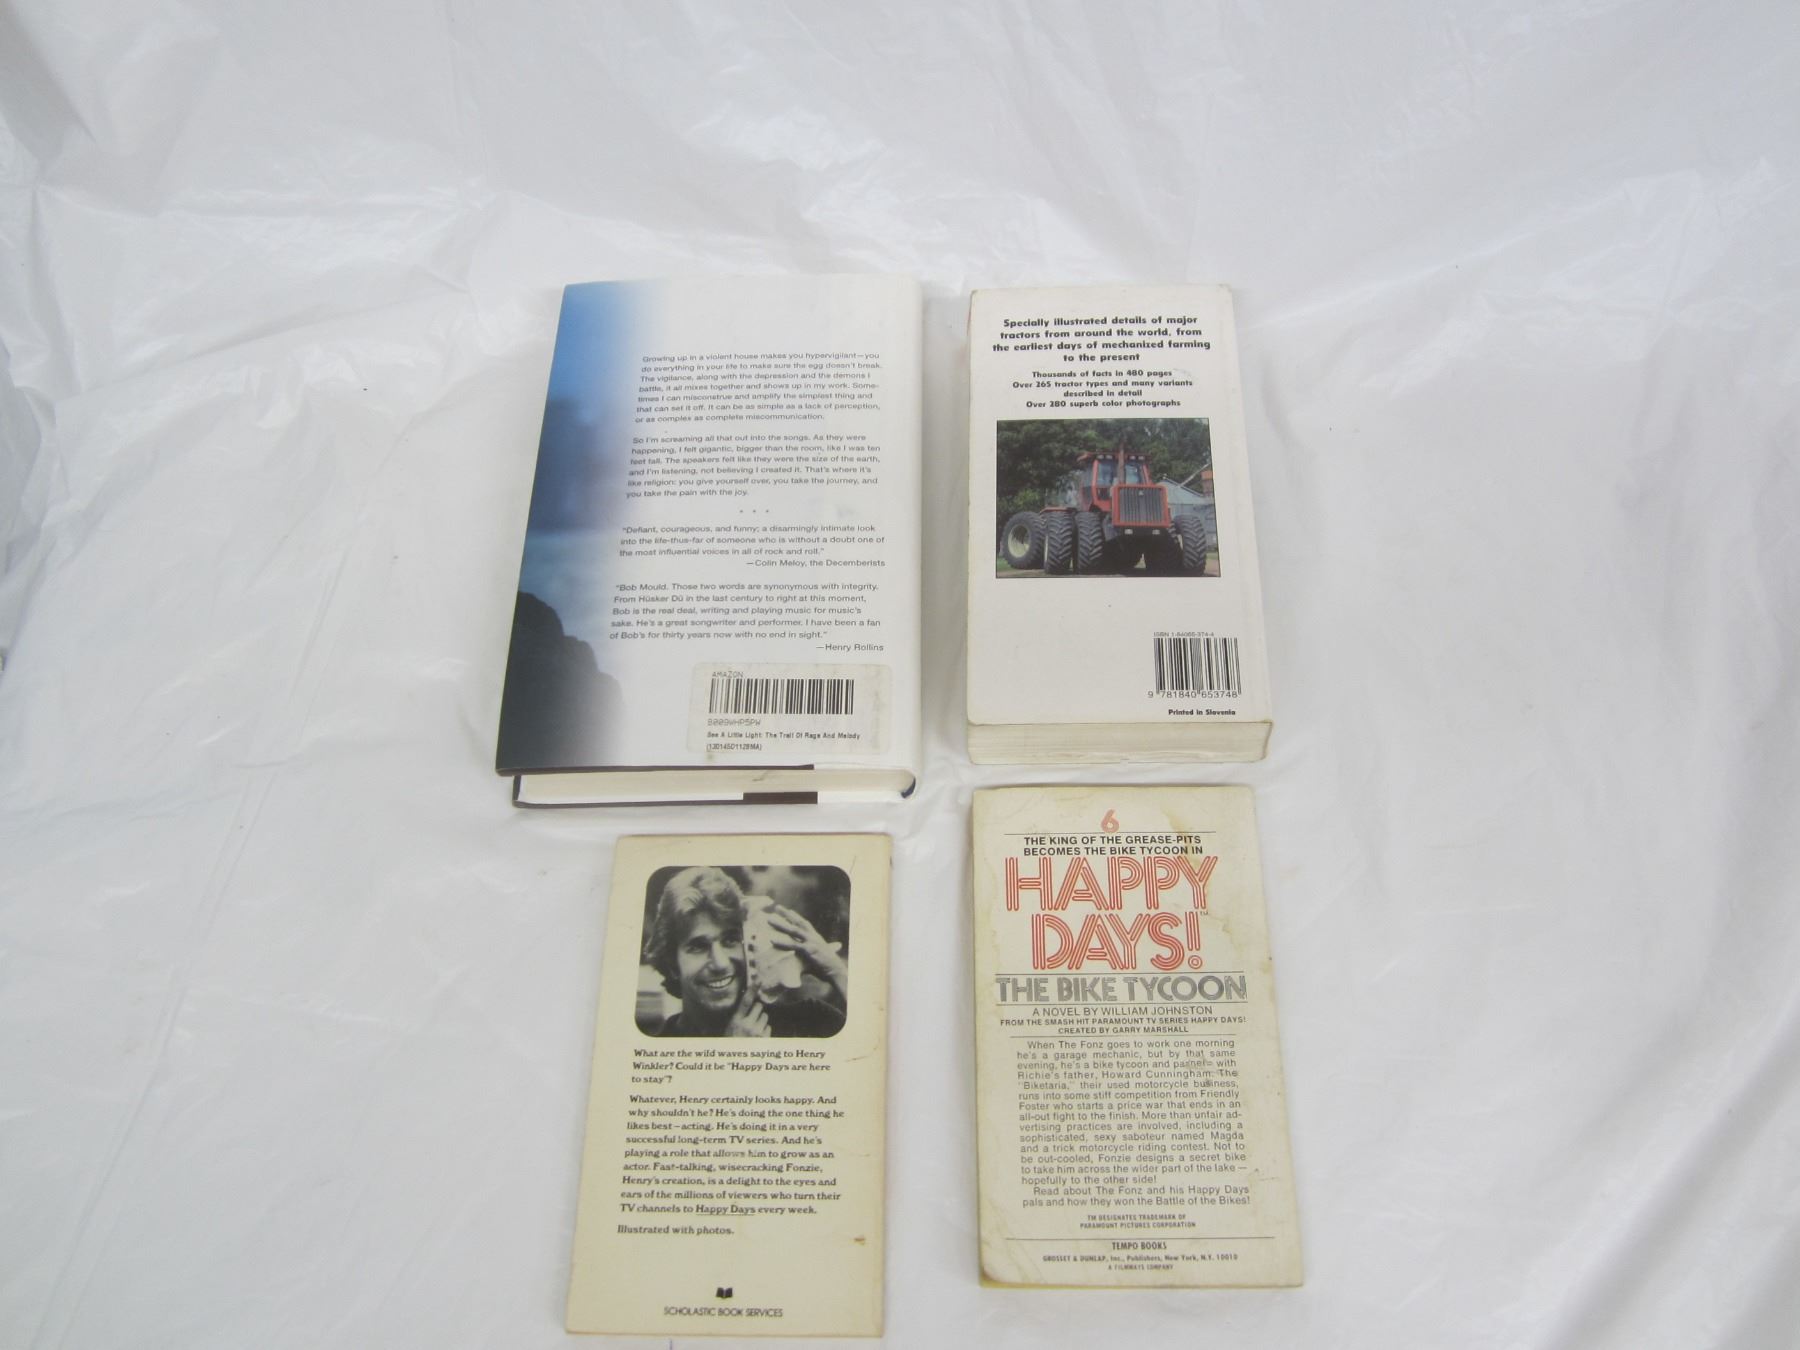 Growing up in a violent house makes you hypervigilant—you
do everything in your life to make sure the egg doesn't break.
The vigilance, along with the depression and the demons I
battle, it all mixes together and shows up in my work. Some-
times I can misconstrue and amplify the simplest thing and
that can set it off. It can be as simple as a lack of perception,
or as complex as complete miscommunication.
So I'm screaming all that out into the songs. As they were
happening, I felt gigantic, bigger than the room, like I was ten
feet tall. The speakers felt like they were the size of the earth,
and I'm listening, not believing I created it. That's where it's
like religion: you give yourself over, you take the journey, and
you take the pain with the joy.
"Defiant, courageous, and funny; a disarmingly intimate look
into the life-thus-far of someone who is without a doubt one of
the most influential voices in all of rock and roll."
—Colin Meloy, the Decemberists
"Bob Mould. Those two words are synonymous with integrity.
From Hüsker Dü in the last century to right at this moment,
Bob is the real deal, writing and playing music for music's
sake. He's a great songwriter and performer. I have been a fan
of Bob's for thirty years now with no end in sight."
—Henry Rollins
AMAZON
B009WHP5PW
See A Little Light: The Trail Of Rage And Melody
(130145D1128MA)
Specially illustrated details of major
tractors from around the world, from
the earliest days of mechanized farming
to the present
Thousands of facts in 480 pages
Over 265 tractor types and many variants
described in detail
Over 280 superb color photographs
ISBN 1-84065-374-4
9 781840 653748
Printed in Slovenia
What are the wild waves saying to Henry
Winkler? Could it be "Happy Days are here
to stay"?
Whatever, Henry certainly looks happy. And
why shouldn't he? He's doing the one thing he
likes best—acting. He's doing it in a very
successful long-term TV series. And he's
playing a role that allows him to grow as an
actor. Fast-talking, wisecracking Fonzie,
Henry's creation, is a delight to the eyes and
ears of the millions of viewers who turn their
TV channels to Happy Days every week.
Illustrated with photos.
SCHOLASTIC BOOK SERVICES
6
THE KING OF THE GREASE-PITS
BECOMES THE BIKE TYCOON IN
HAPPY
DAYS!™
THE BIKE TYCOON
A NOVEL BY WILLIAM JOHNSTON
FROM THE SMASH HIT PARAMOUNT TV SERIES HAPPY DAYS!
CREATED BY GARRY MARSHALL
When The Fonz goes to work one morning
he's a garage mechanic, but by that same
evening, he's a bike tycoon and partner with
Richie's father, Howard Cunningham. The
"Biketaria," their used motorcycle business,
runs into some stiff competition from Friendly
Foster who starts a price war that ends in an
all-out fight to the finish. More than unfair ad-
vertising practices are involved, including a
sophisticated, sexy saboteur named Magda
and a trick motorcycle riding contest. Not to
be out-cooled, Fonzie designs a secret bike
to take him across the wider part of the lake—
hopefully to the other side!
Read about The Fonz and his Happy Days
pals and how they won the Battle of the Bikes!
TM DESIGNATES TRADEMARK OF
PARAMOUNT PICTURES CORPORATION
TEMPO BOOKS
GROSSET & DUNLAP, Inc., Publishers, New York, N.Y. 10010
A FILMWAYS COMPANY